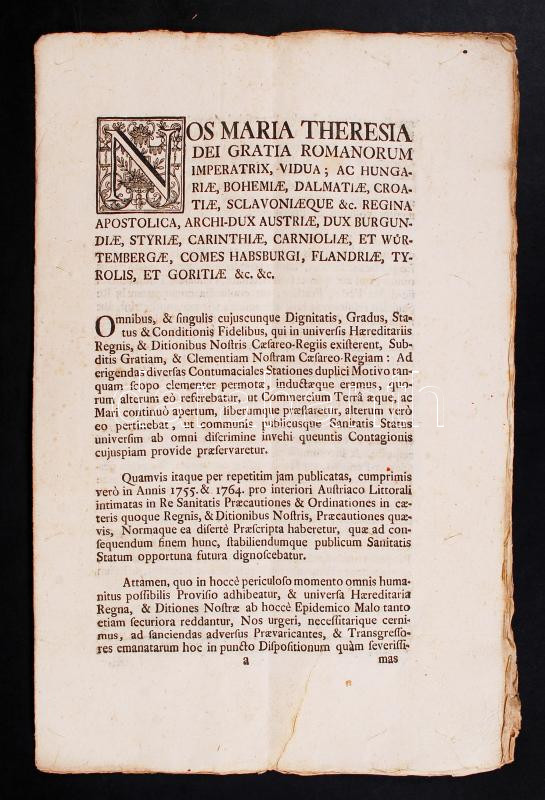 NOS MARIA THERESIA
DEI GRATIA ROMANORUM
IMPERATRIX, VIDUA; AC HUNGA-
RIÆ, BOHEMIÆ, DALMATIÆ, CROA-
TIÆ, SCLAVONIÆQUE &c. REGINA
APOSTOLICA, ARCHI-DUX AUSTRIÆ, DUX BURGUN-
DIÆ, STYRIÆ, CARINTHIÆ, CARNIOLIÆ, ET WÜR-
TEMBERGÆ, COMES HABSBURGI, FLANDRIÆ, TY-
ROLIS, ET GORITIÆ &c. &c.
Omnibus, & ſingulis cujuscunque Dignitatis, Gradus, Sta-
tus & Conditionis Fidelibus, qui in universis Hæreditariis
Regnis, & Ditionibus Noſtris Cæſareo-Regiis exiſterent, Sub-
ditis Gratiam, & Clementiam Noſtram Cæſareo-Regiam: Ad
erigendas diverſas Contumaciales Stationes duplici Motivo tan-
quam ſcopo clementer permotæ, inductæque eramus, quo-
rum alterum eò referebatur, ut Commercium Terrâ æque, ac
Mari continuò apertum, liberumque præſtaretur, alterum verò
eo pertinebat, ut communis publicusque Sanitatis Status
univerſim ab omni diſcrimine invehi queuntis Contagionis
cujuspiam provide præſervaretur.
Quamvis itaque per repetitim jam publicatas, cumprimis
verò in Annis 1755. & 1764. pro interiori Auſtriaco Littorali
intimatas in Re Sanitatis Præcautiones & Ordinationes in cæ-
teris quoque Regnis, & Ditionibus Noſtris, Præcautiones quæ-
vis, Normaque ea diſertè Præſcripta haberetur, quæ ad con-
ſequendum finem hunc, ſtabiliendumque publicum Sanitatis
Statum opportuna futura dignoſcebatur.
Attamen, quo in hoccè periculoſo momento omnis huma-
nitus poſſibilis Proviſio adhibeatur, & univerſa Hæreditaria
Regna, & Ditiones Noſtræ ab hoccè Epidemico Malo tanto
etiam ſecuriora reddantur, Nos urgeri, neceſſitarique cerni-
mus, ad ſanciendas adverſus Prævaricantes, & Transgreſſo-
res emanatarum hoc in puncto Diſpoſitionum quàm ſeveriſſi-
a mas